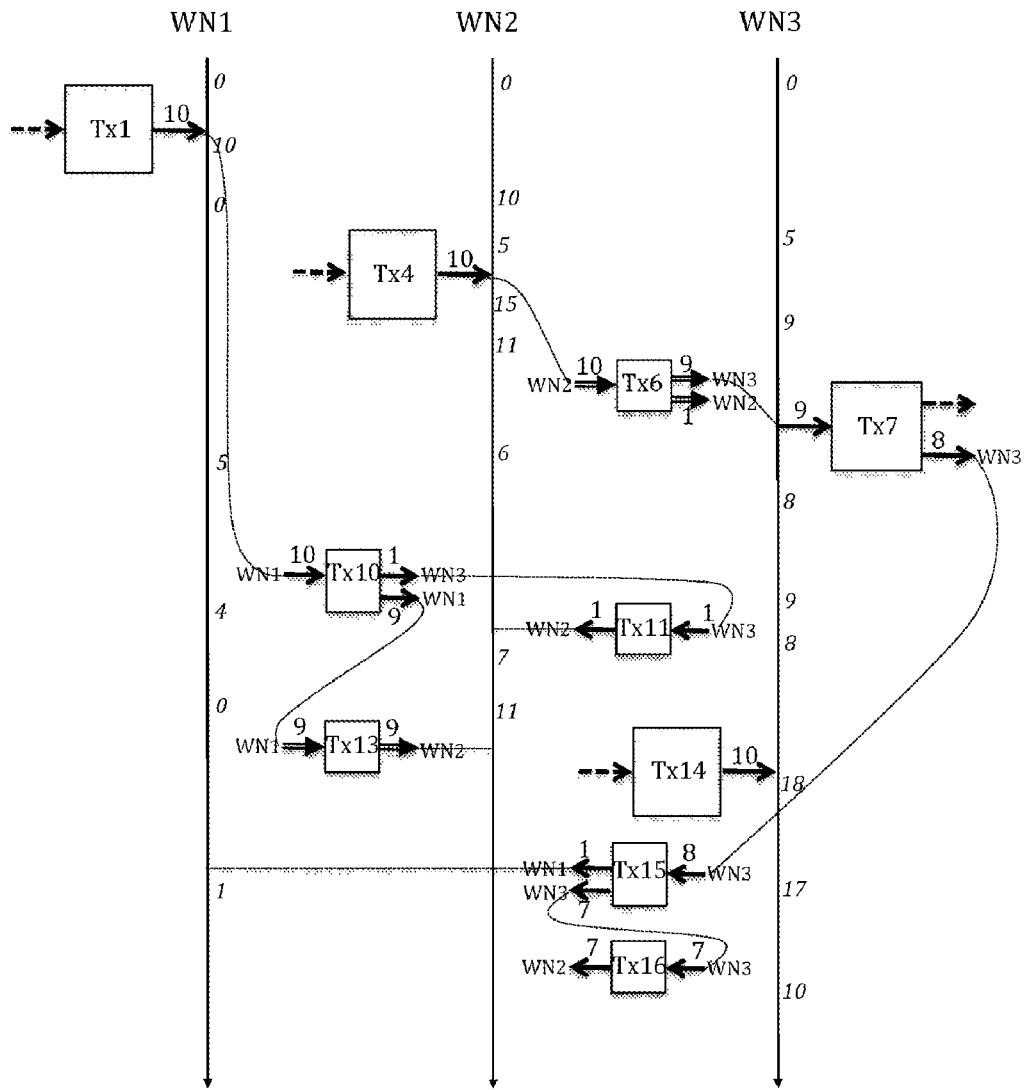 WN1 WN2 WN3
0 0 0
Tx1 10
10
0 10
5 5
Tx4 10
15
11 9
WN2 10 Tx6 9 WN3
1 WN2
9 Tx7
8 WN3
5 6
8
WN1 10 Tx10 1 WN3
9 WN1
4 9
WN2 1 Tx11 1 WN3
8
7
0 11
WN1 9 Tx13 9 WN2
Tx14 10
18
WN1 1 Tx15 8 WN3
WN3 7
1 17
WN2 7 Tx16 7 WN3
10